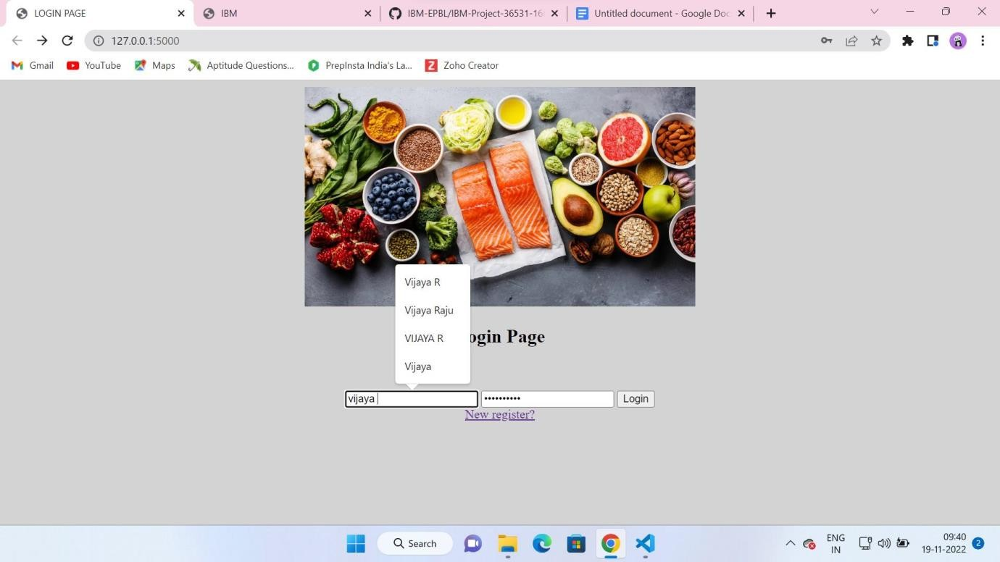 LOGIN PAGE
IBM
IBM-EPBL/IBM-Project-36531-16
Untitled document - Google Doc
127.0.0.1:5000
Gmail
YouTube
Maps
Aptitude Questions...
PrepInsta India's La...
Zoho Creator
Vijaya R
Vijaya Raju
VIJAYA R
Vijaya
ogin Page
vijaya
Login
New register?
Search
ENG
IN
09:40
19-11-2022
2